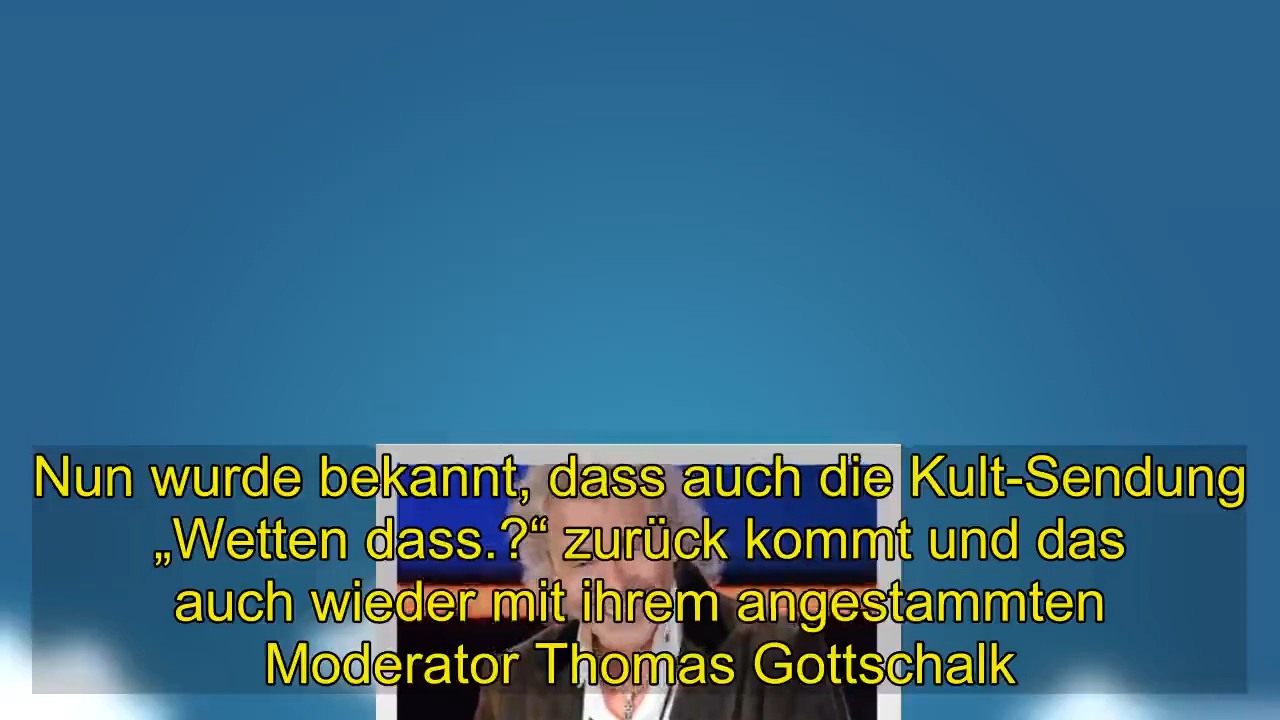 Nun wurde bekannt, dass auch die Kult-Sendung
„Wetten dass.?“ zurück kommt und das
auch wieder mit ihrem angestammten
Moderator Thomas Gottschalk